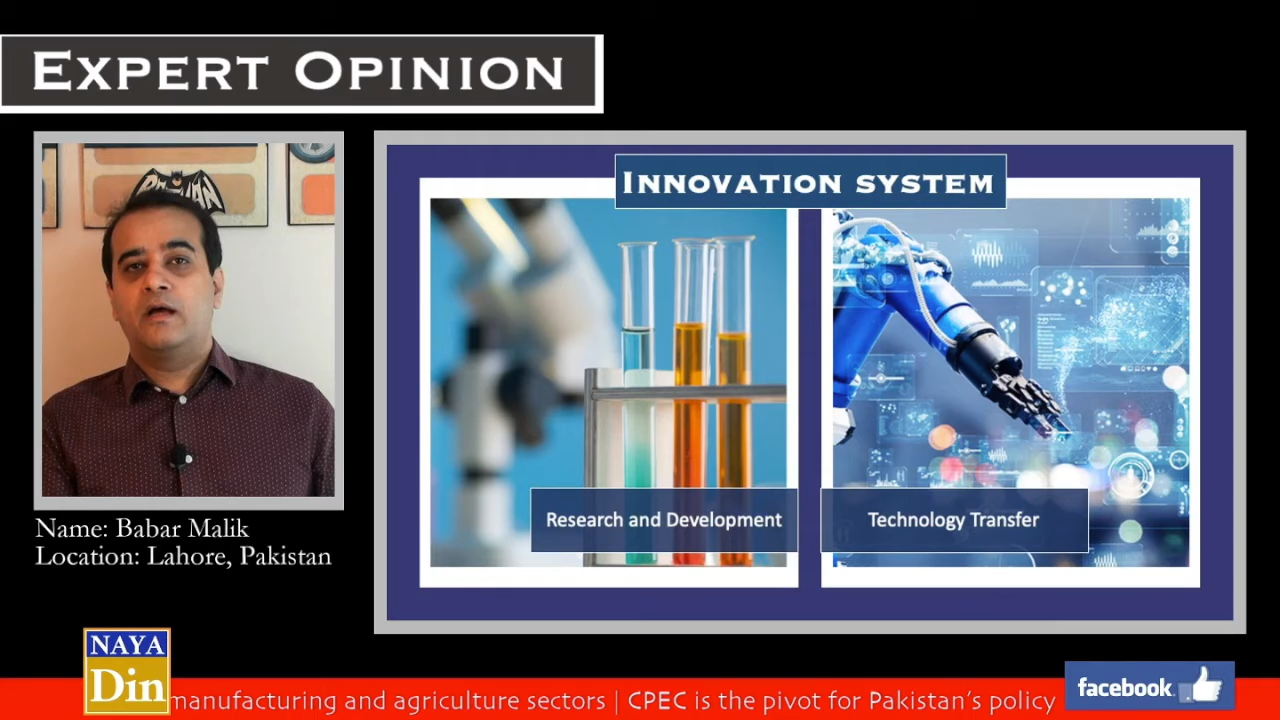 EXPERT OPINION
BATMAN
INNOVATION SYSTEM
Research and Development
Technology Transfer
Name: Babar Malik
Location: Lahore, Pakistan
NAYA
Din
manufacturing and agriculture sectors | CPEC is the pivot for Pakistan's policy
facebook